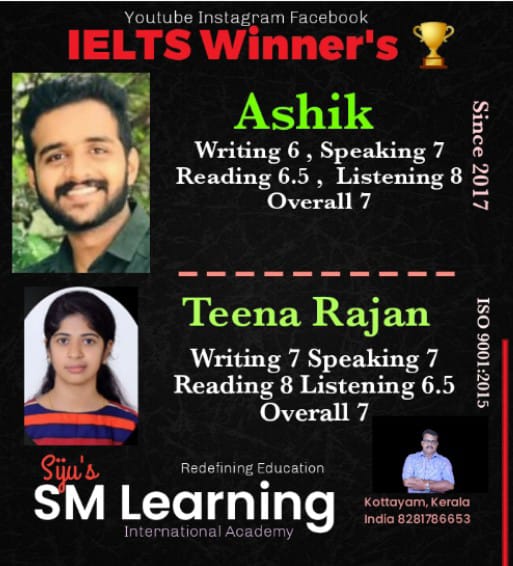 Youtube Instagram Facebook
IELTS Winner's
Ashik
Writing 6 , Speaking 7
Reading 6.5 , Listening 8
Overall 7
Since 2017
Teena Rajan
Writing 7 Speaking 7
Reading 8 Listening 6.5
Overall 7
ISO 9001:2015
Siju's
Redefining Education
SM Learning
International Academy
Kottayam, Kerala
India 8281786653